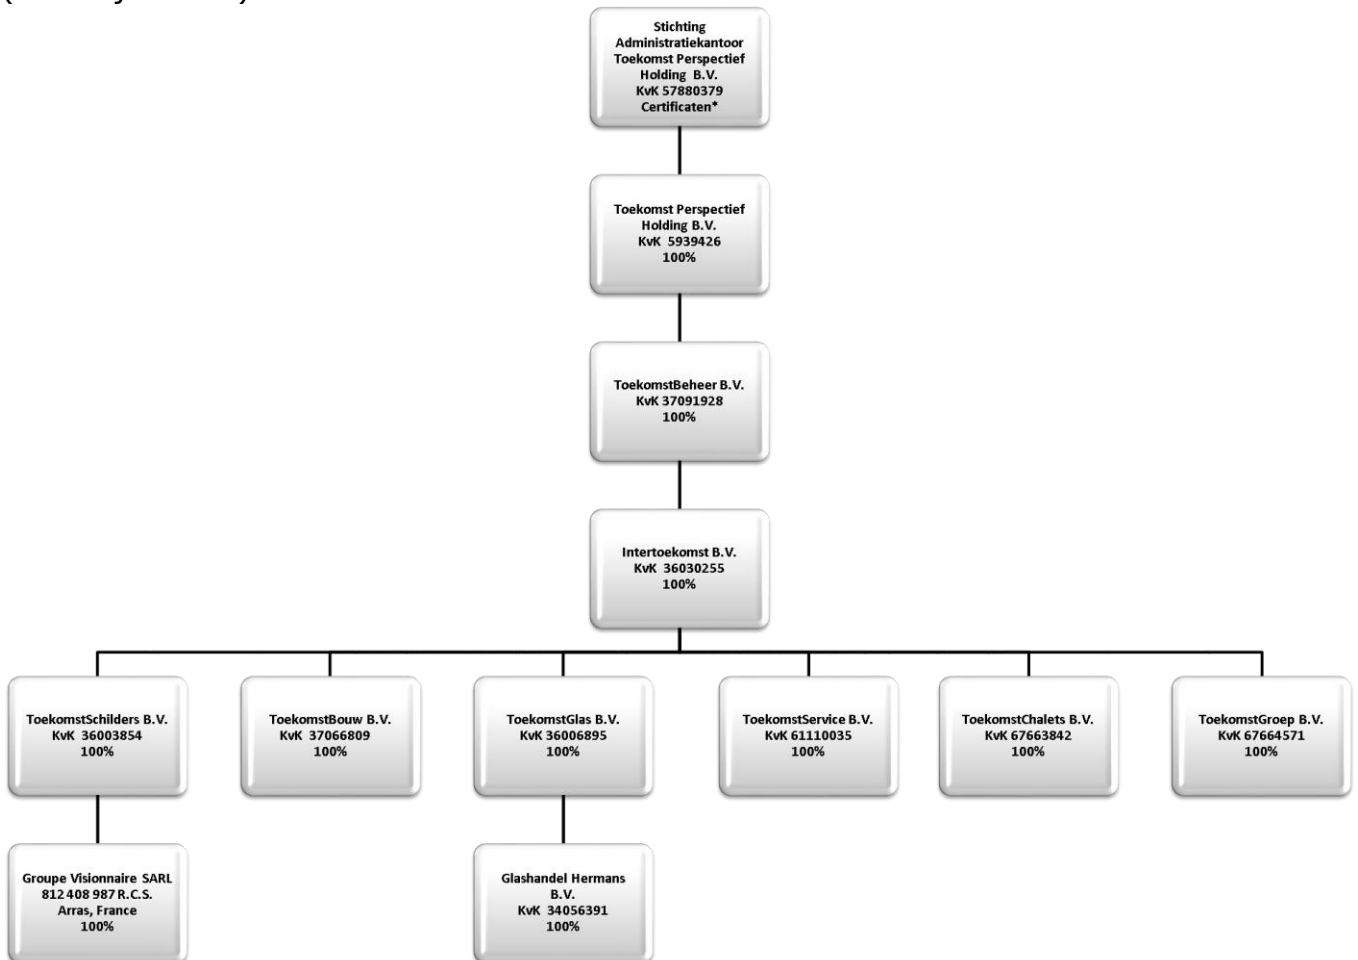 Stichting
Administratiekantoor
Toekomst Perspectief
Holding B.V.
KvK 57880379
Certificaten*
Toekomst Perspectief
Holding B.V.
KvK 5939426
100%
ToekomstBeheer B.V.
KvK 37091928
100%
Intertoekomst B.V.
KvK 36030255
100%
ToekomstSchilders B.V.
KvK 36003854
100%
ToekomstBouw B.V.
KvK 37066809
100%
ToekomstGlas B.V.
KvK 36006895
100%
ToekomstService B.V.
KvK 61110035
100%
ToekomstChalets B.V.
KvK 67663842
100%
ToekomstGroep B.V.
KvK 67664571
100%
Groupe Visionnaire SARL
812 408 987 R.C.S.
Arras, France
100%
Glashandel Hermans
B.V.
KvK 34056391
100%